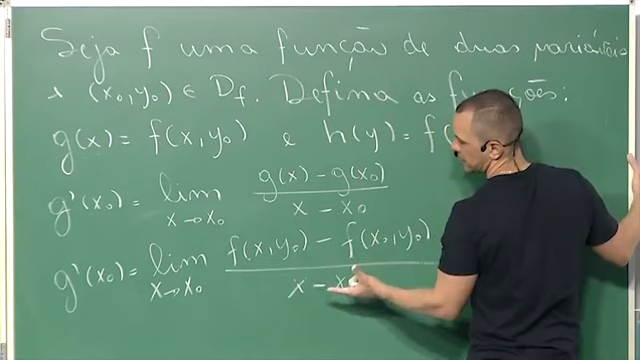 Seja f uma função de duas variáveis
e (x₀,y₀) ∈ D_f. Defina as funções:
g(x) = f(x,y₀) e h(y) = f(
g'(x₀) = lim x→x₀ g(x) - g(x₀) / x - x₀
g'(x₀) = lim x→x₀ f(x,y₀) - f(x₀,y₀) / x - x₀